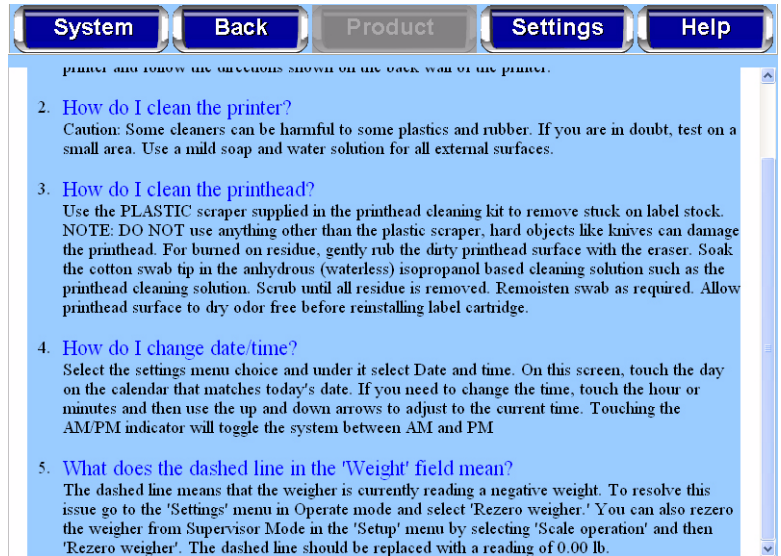 System Back Product Settings Help
printer and follow the directions shown on the back wall of the printer.
2. How do I clean the printer?
Caution: Some cleaners can be harmful to some plastics and rubber. If you are in doubt, test on a
small area. Use a mild soap and water solution for all external surfaces.
3. How do I clean the printhead?
Use the PLASTIC scraper supplied in the printhead cleaning kit to remove stuck on label stock.
NOTE: DO NOT use anything other than the plastic scraper, hard objects like knives can damage
the printhead. For burned on residue, gently rub the dirty printhead surface with the eraser. Soak
the cotton swab tip in the anhydrous (waterless) isopropanol based cleaning solution such as the
printhead cleaning solution. Scrub until all residue is removed. Remoisten swab as required. Allow
printhead surface to dry odor free before reinstalling label cartridge.
4. How do I change date/time?
Select the settings menu choice and under it select Date and time. On this screen, touch the day
on the calendar that matches today's date. If you need to change the time, touch the hour or
minutes and then use the up and down arrows to adjust to the current time. Touching the
AM/PM indicator will toggle the system between AM and PM
5. What does the dashed line in the 'Weight' field mean?
The dashed line means that the weigher is currently reading a negative weight. To resolve this
issue go to the 'Settings' menu in Operate mode and select 'Rezero weigher.' You can also rezero
the weigher from Supervisor Mode in the 'Setup' menu by selecting 'Scale operation' and then
'Rezero weigher'. The dashed line should be replaced with a reading of 0.00 lb.